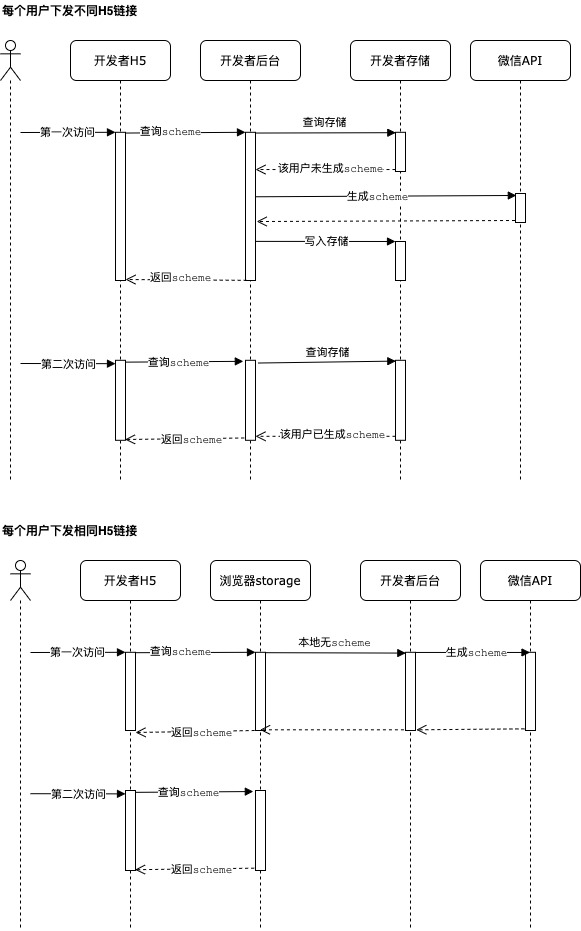 每个用户下发不同H5链接
开发者H5
开发者后台
开发者存储
微信API
第一次访问
查询scheme
查询存储
该用户未生成scheme
生成scheme
写入存储
返回scheme
第二次访问
查询scheme
查询存储
返回scheme
该用户已生成scheme
每个用户下发相同H5链接
开发者H5
浏览器storage
开发者后台
微信API
第一次访问
查询scheme
本地无scheme
生成scheme
返回scheme
第二次访问
查询scheme
返回scheme